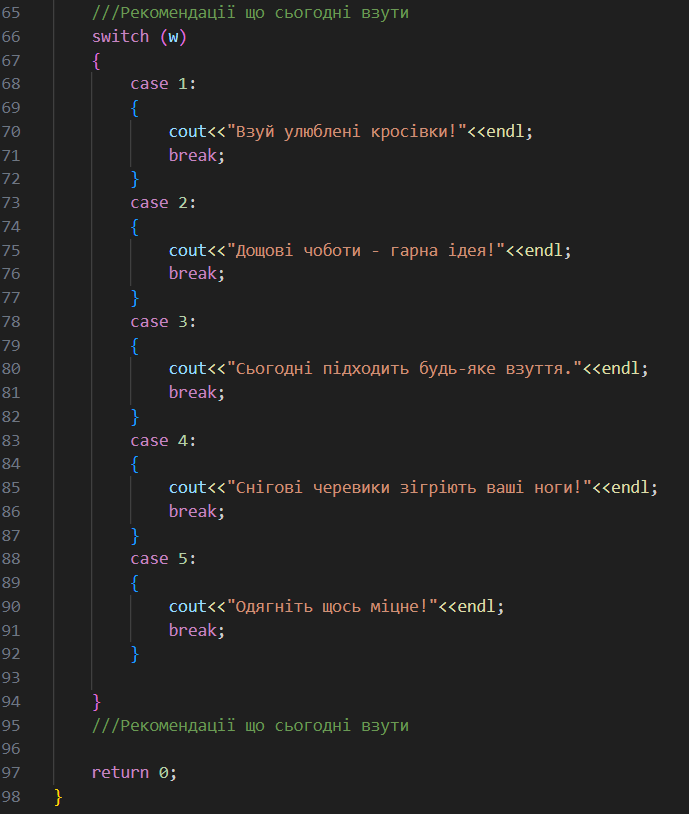 65 ///Рекомендації що сьогодні взути
66 switch (w)
67 {
68 case 1:
69 {
70 cout<<"Взуй улюблені кросівки!"<<endl;
71 break;
72 }
73 case 2:
74 {
75 cout<<"Дощові чоботи - гарна ідея!"<<endl;
76 break;
77 }
78 case 3:
79 {
80 cout<<"Сьогодні підходить будь-яке взуття."<<endl;
81 break;
82 }
83 case 4:
84 {
85 cout<<"Снігові черевики зігріють ваші ноги!"<<endl;
86 break;
87 }
88 case 5:
89 {
90 cout<<"Одягніть щось міцне!"<<endl;
91 break;
92 }
93
94 }
95 ///Рекомендації що сьогодні взути
96
97 return 0;
98 }